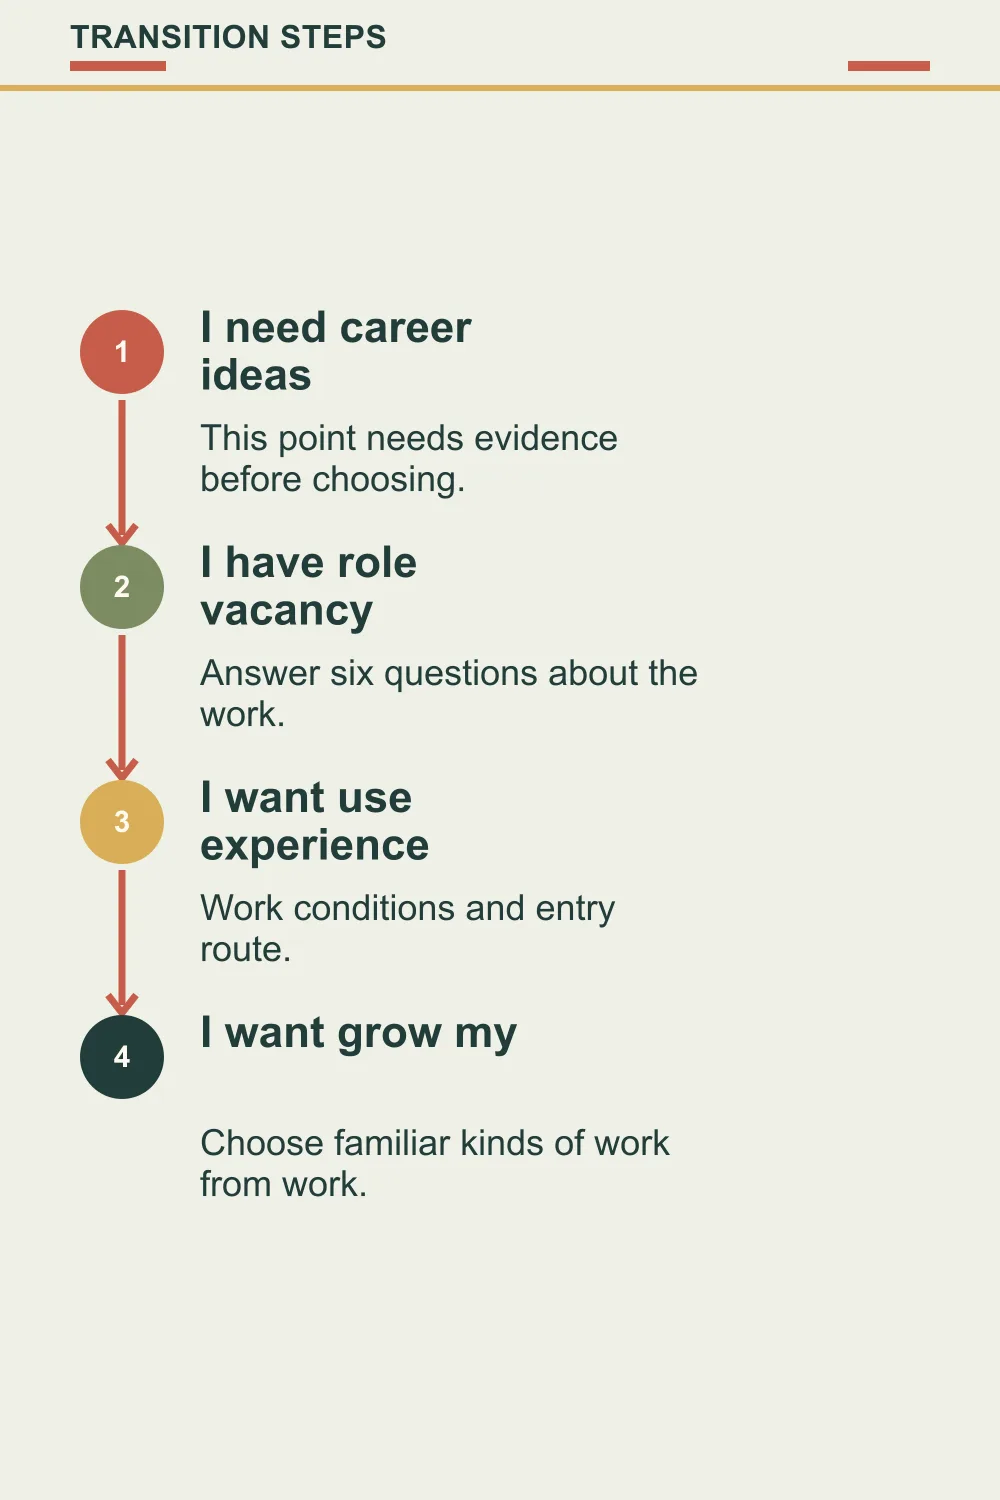 TRANSITION STEPS
1
I need career
ideas
This point needs evidence
before choosing.
2
I have role
vacancy
Answer six questions about the
work.
3
I want use
experience
Work conditions and entry
route.
4
I want grow my
Choose familiar kinds of work
from work.